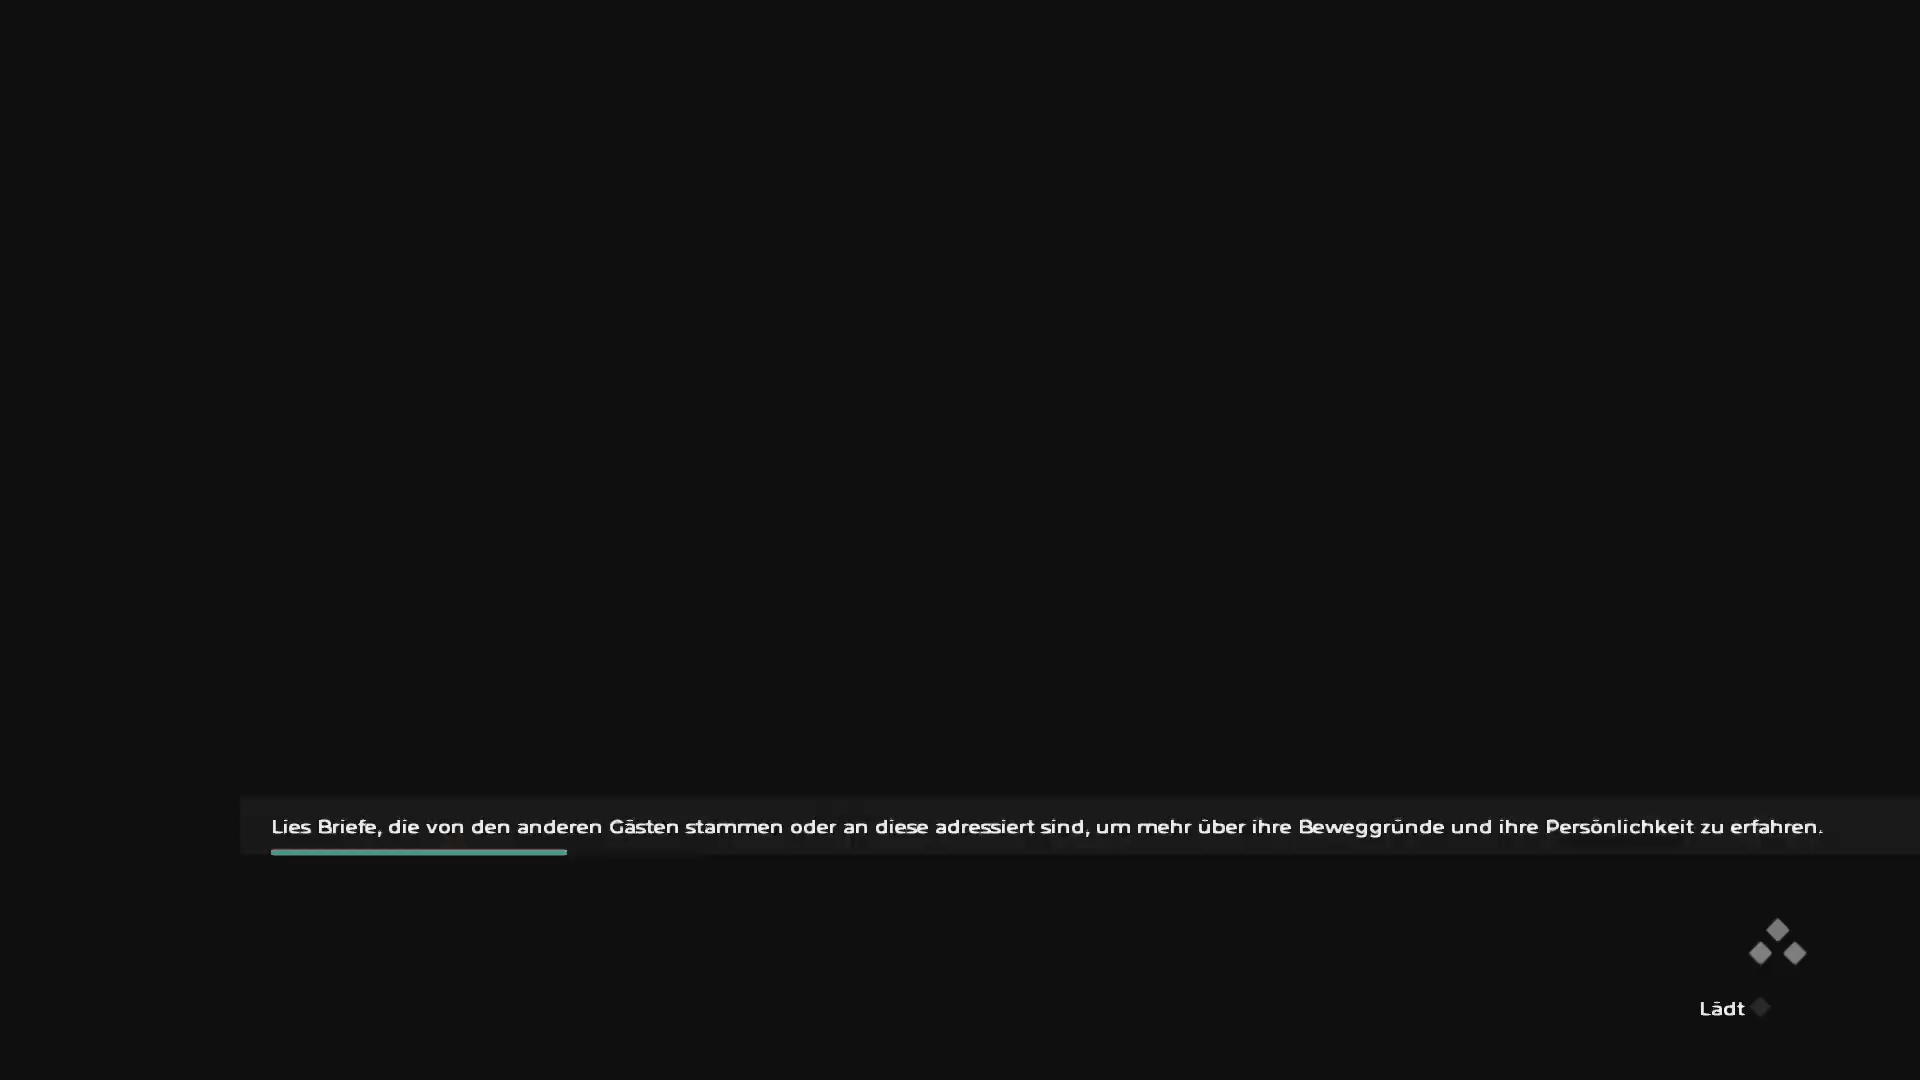 Lies Briefe, die von den anderen Gästen stammen oder an diese adressiert sind, um mehr über ihre Beweggründe und ihre Persönlichkeit zu erfahren.
Lädt